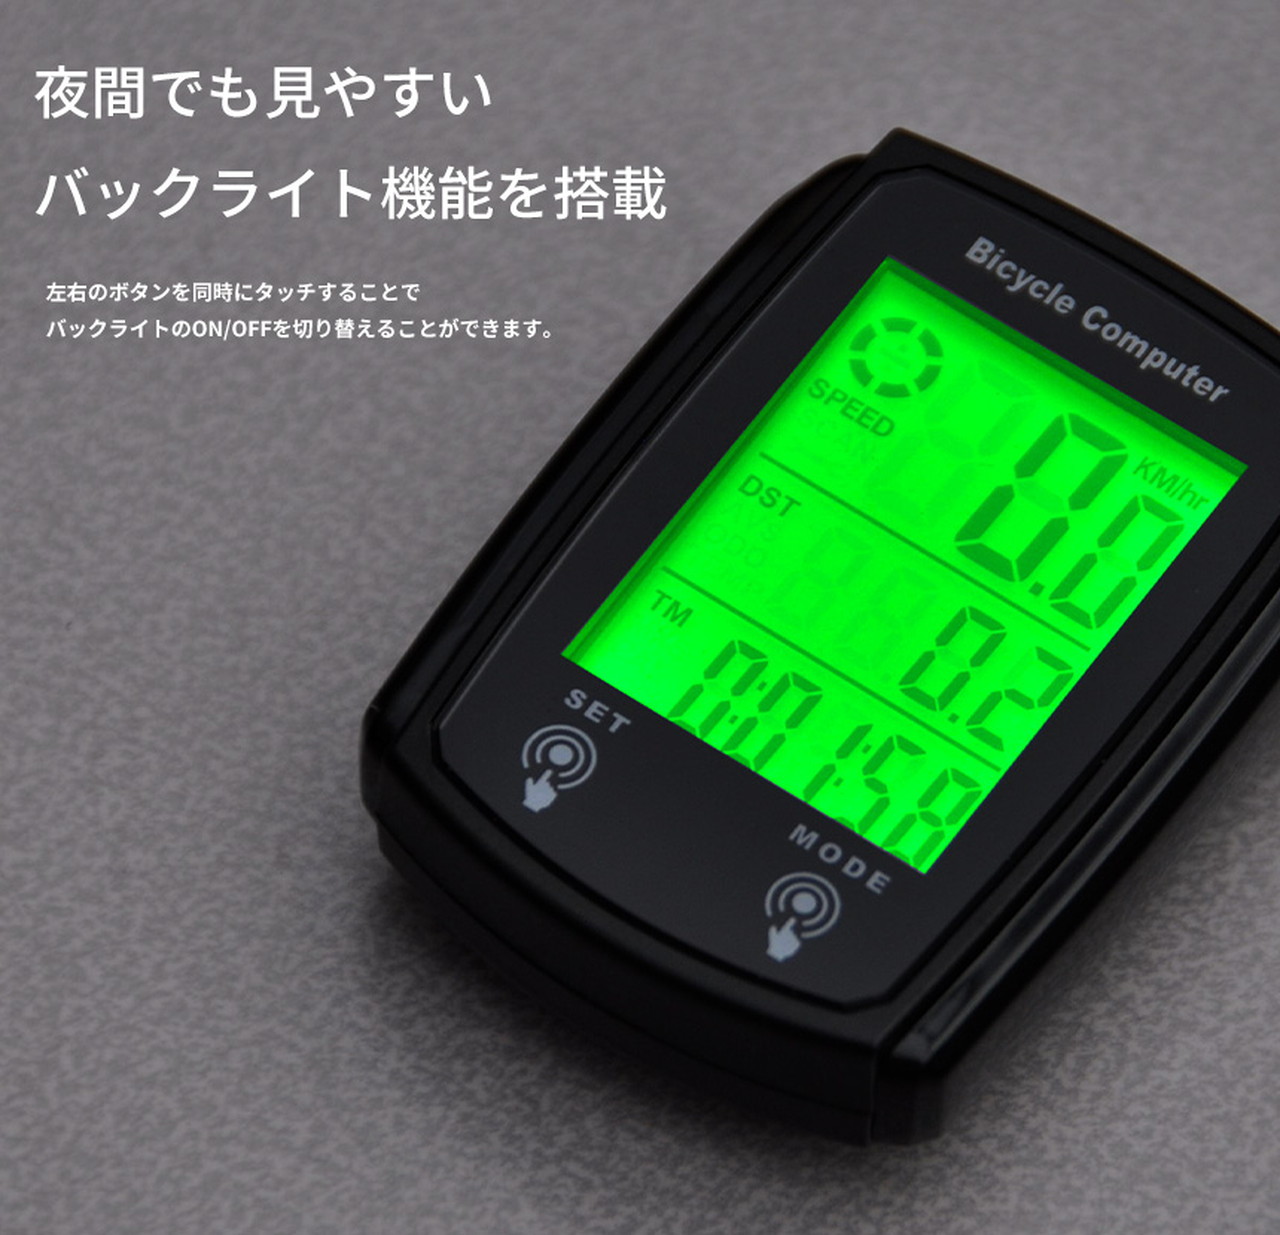 夜間でも見やすい
バックライト機能を搭載
左右のボタンを同時にタッチすることで
バックライトのON/OFFを切り替えることができます。
Bicycle Computer
SPEED
0.0
KM/hr
DST
0.2
TM
0:01:58
SET
MODE